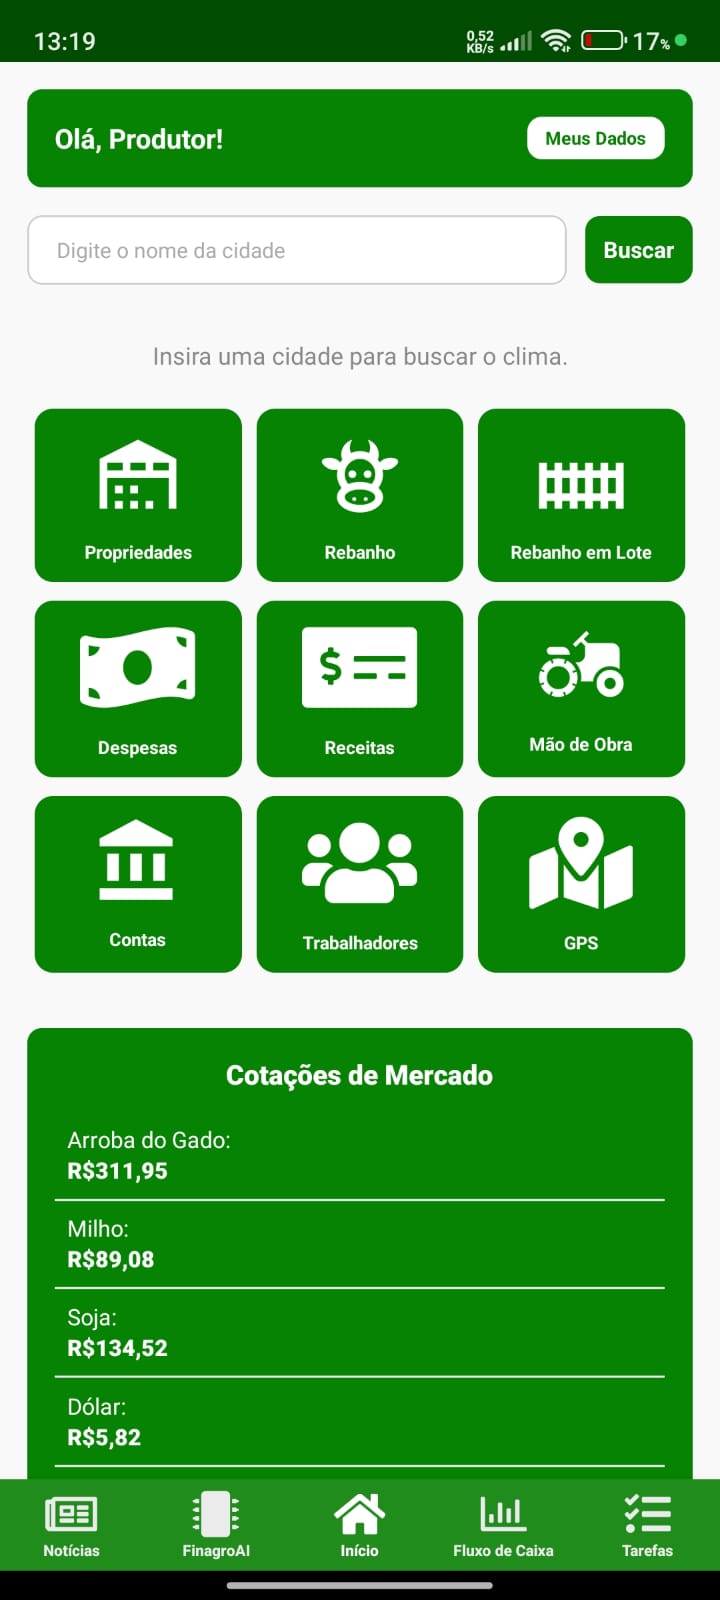 13:19
0,52
KB/s
17%
Olá, Produtor!
Meus Dados
Digite o nome da cidade
Buscar
Insira uma cidade para buscar o clima.
Propriedades
Rebanho
Rebanho em Lote
$
Despesas
Receitas
Mão de Obra
Contas
Trabalhadores
GPS
Cotações de Mercado
Arroba do Gado:
R$311,95
Milho:
R$89,08
Soja:
R$134,52
Dólar:
R$5,82
Notícias
FinagroAI
Início
Fluxo de Caixa
Tarefas